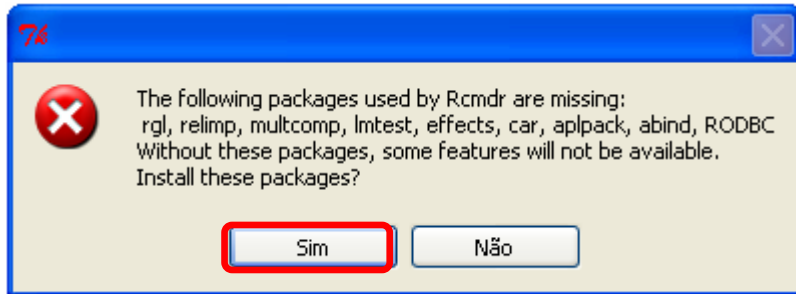 7k
The following packages used by Rcmdr are missing:
rgl, relimp, multcomp, lmtest, effects, car, aplpack, abind, RODBC
Without these packages, some features will not be available.
Install these packages?
Sim Não